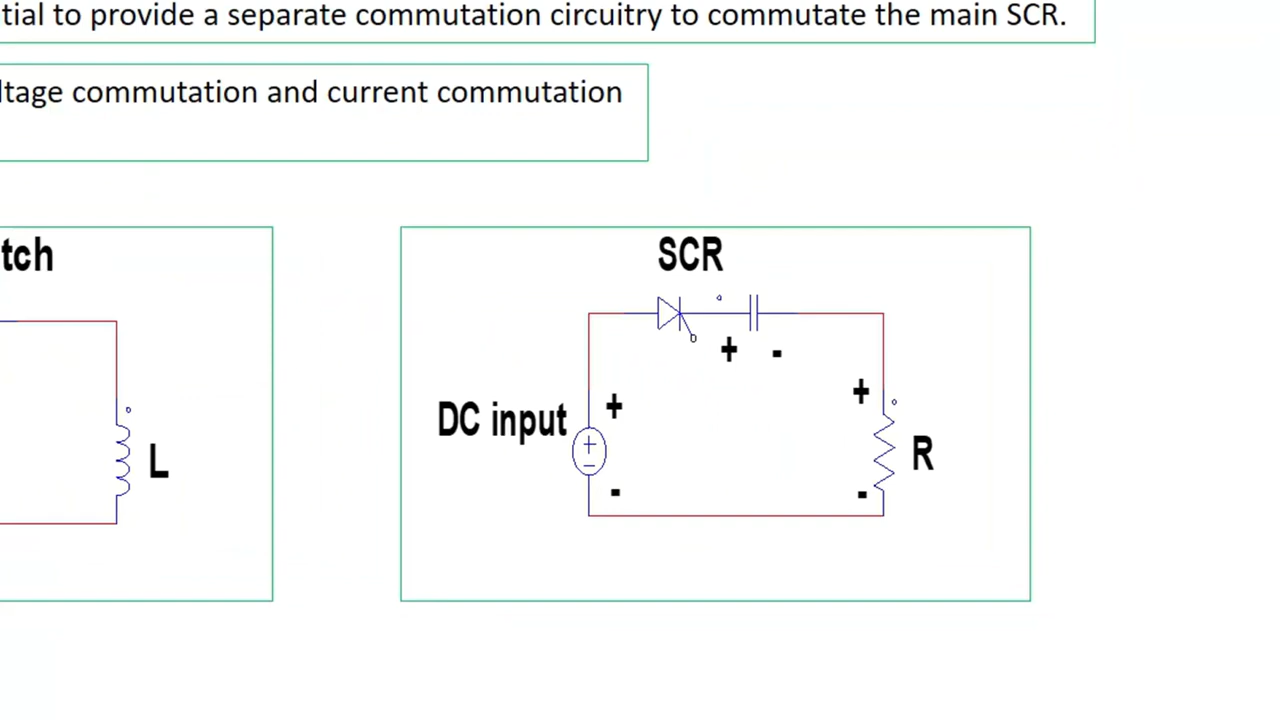 tial to provide a separate commutation circuitry to commutate the main SCR.
ltage commutation and current commutation
tch
L
SCR
+ -
DC input
+
-
+
-
R